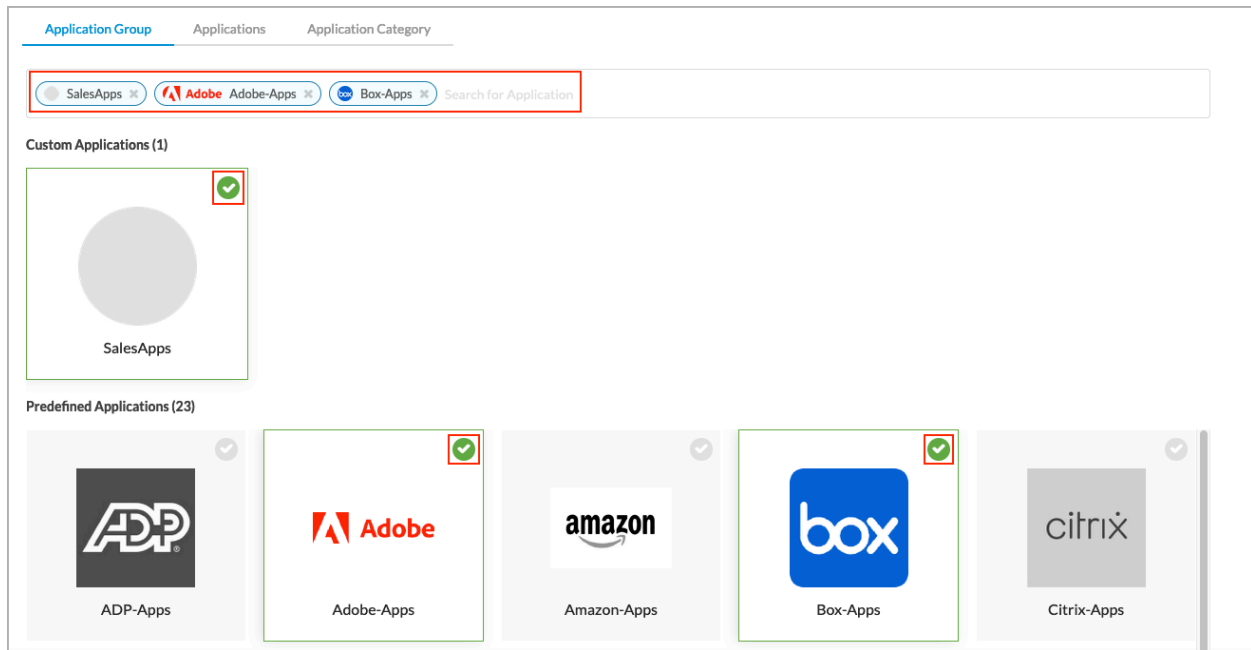 Application Group Applications Application Category
SalesApps Adobe Adobe-Apps box Box-Apps Search for Application
Custom Applications (1)
SalesApps
Predefined Applications (23)
ADP Adobe amazon box citrix
ADP-Apps Adobe-Apps Amazon-Apps Box-Apps Citrix-Apps